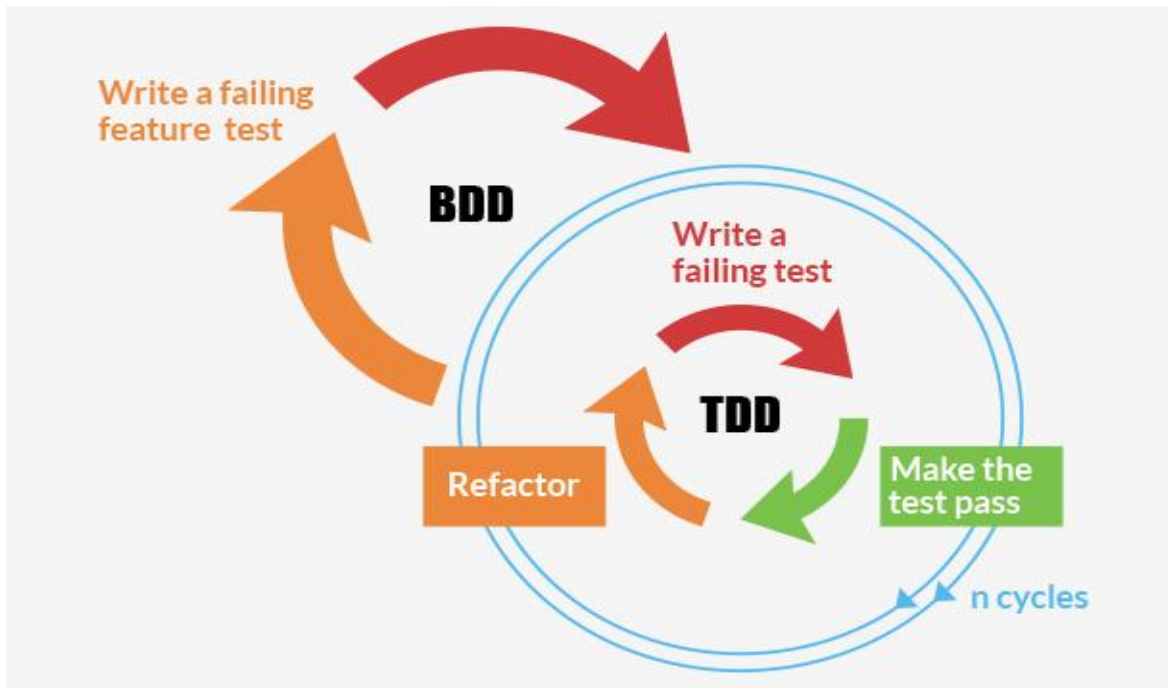 Write a failing
feature test
BDD
Write a
failing test
TDD
Refactor
Make the
test pass
n cycles